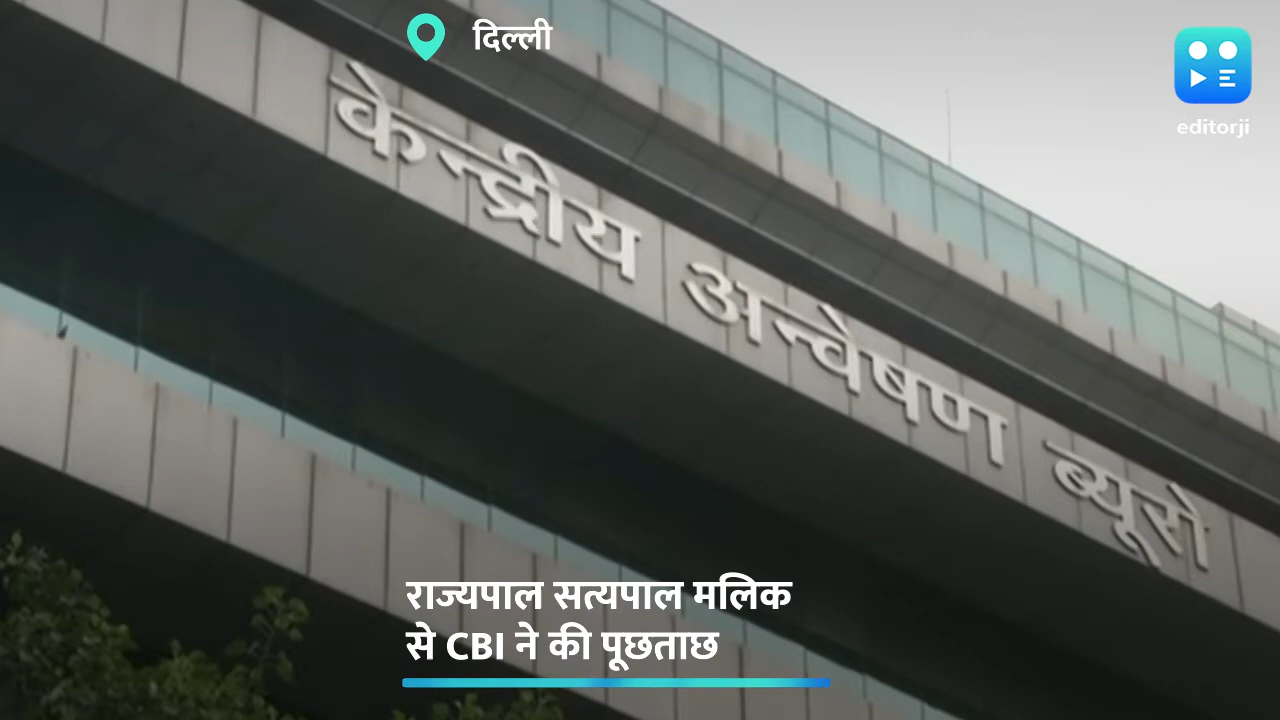 दिल्ली
editorji
केन्द्रीय अन्वेषण ब्यूरो
राज्यपाल सत्यपाल मलिक
से CBI ने की पूछताछ